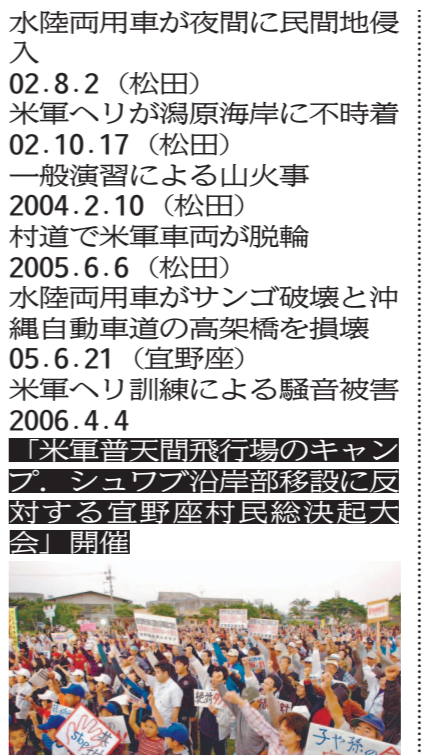 水陸両用車が夜間に民間地侵
入
02.8.2（松田）
米軍ヘリが潟原海岸に不時着
02.10.17（松田）
一般演習による山火事
2004.2.10（松田）
村道で米軍車両が脱輪
2005.6.6（松田）
水陸両用車がサンゴ破壊と沖
縄自動車道の高架橋を損壊
05.6.21（宜野座）
米軍ヘリ訓練による騒音被害
2006.4.4
「米軍普天間飛行場のキャン
プ．シュワブ沿岸部移設に反
対する宜野座村民総決起大
会」開催
子や孫の